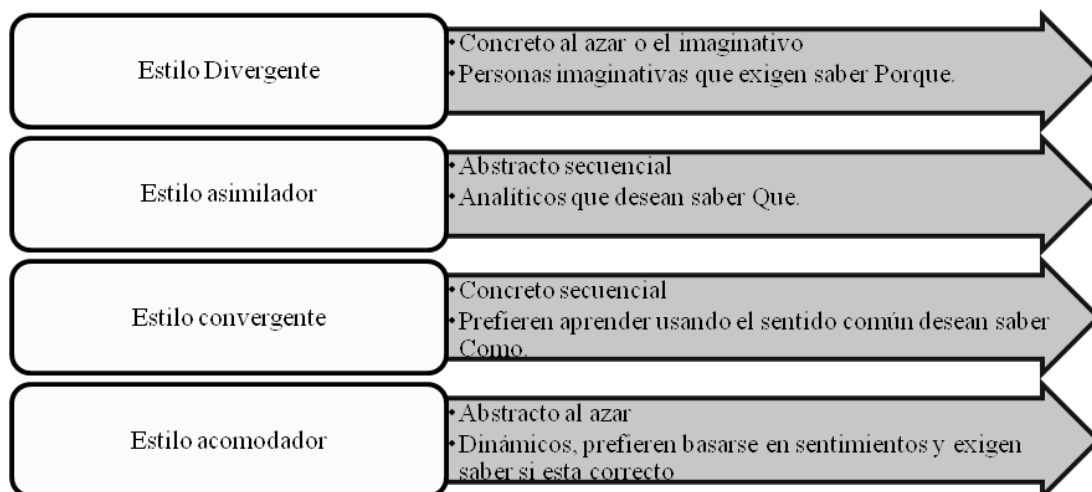 Estilo Divergente
•Concreto al azar o el imaginativo
•Personas imaginativas que exigen saber Porque.
Estilo asimilador
•Abstracto secuencial
•Analíticos que desean saber Que.
Estilo convergente
•Concreto secuencial
•Prefieren aprender usando el sentido común desean saber
Como.
Estilo acomodador
•Abstracto al azar
•Dinámicos, prefieren basarse en sentimientos y exigen
saber si esta correcto